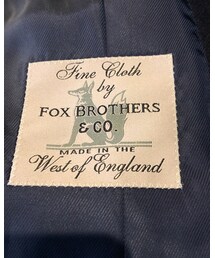 Fine Cloth
by
FOX BROTHERS
& CO.
MADE IN THE
West of England